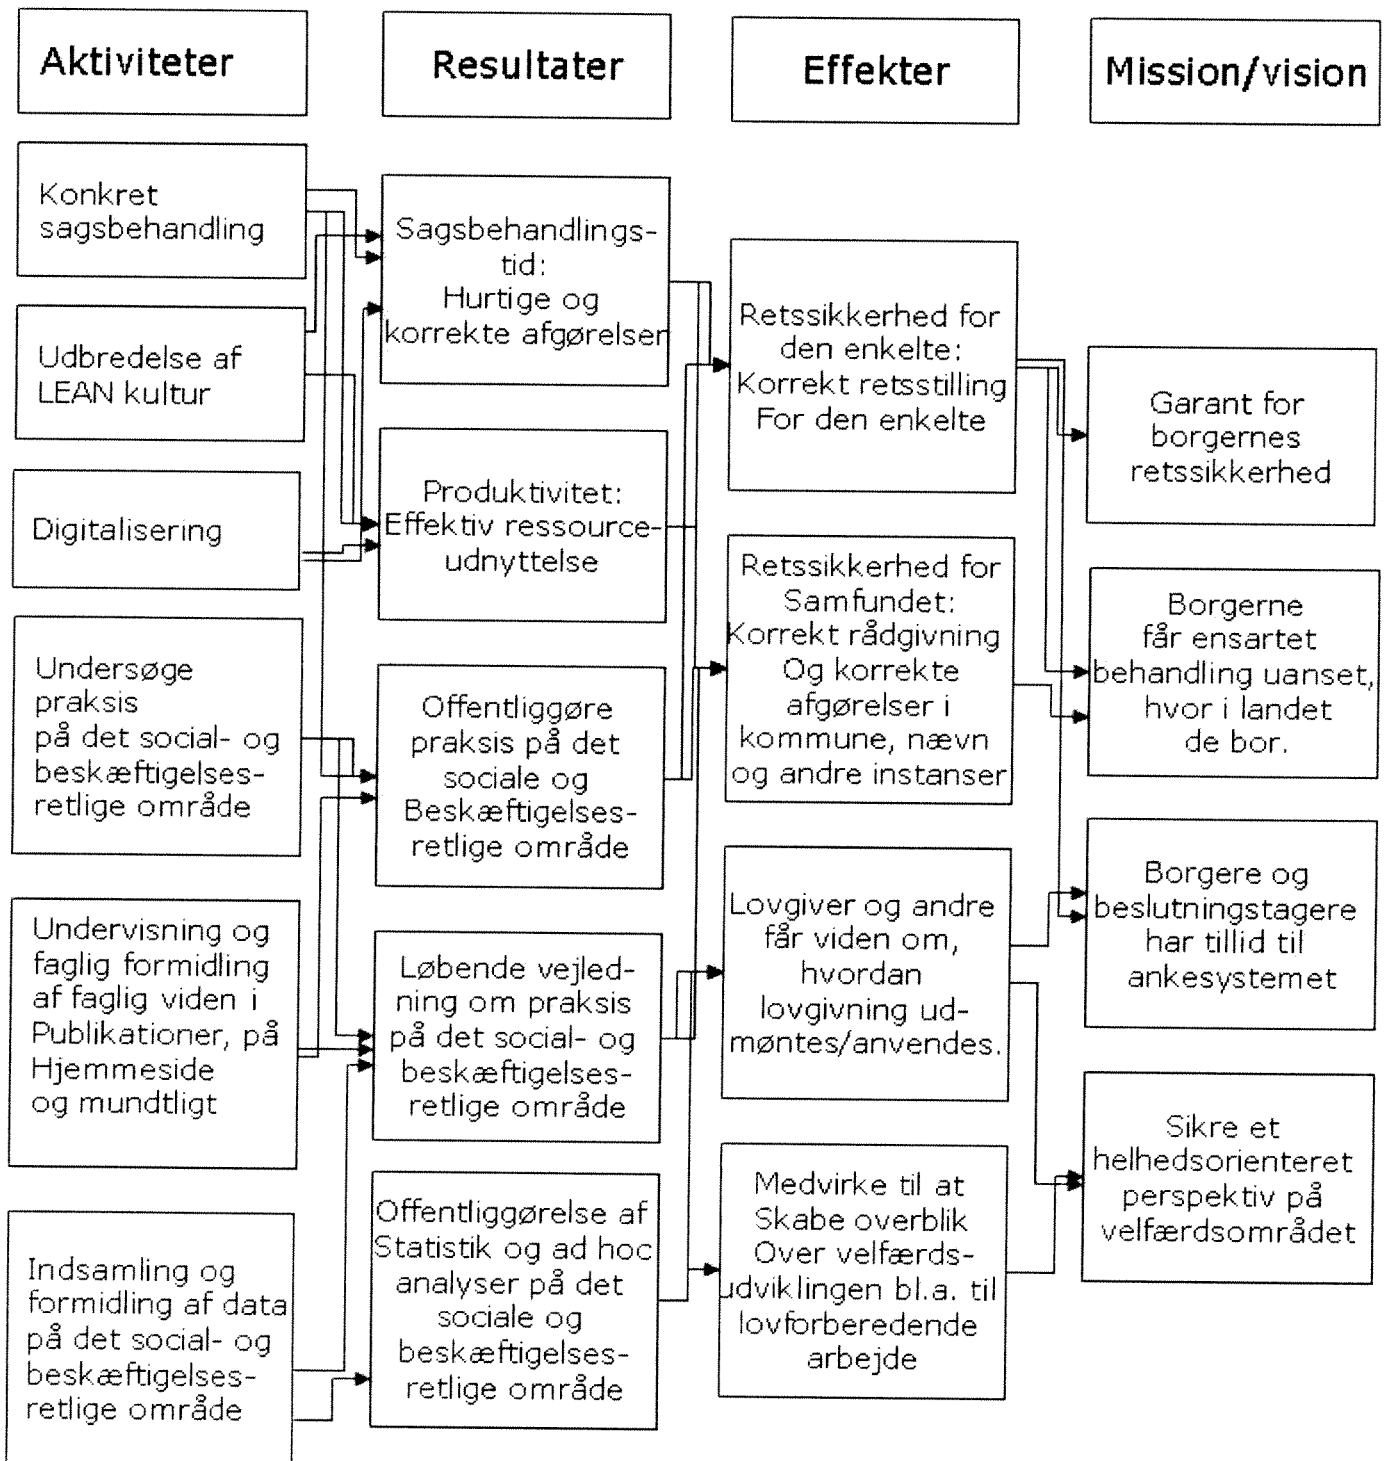 Aktiviteter
Resultater
Effekter
Mission/vision
Konkret
sagsbehandling
Udbredelse af
LEAN kultur
Digitalisering
Undersøge
praksis
på det social- og
beskæftigelses-
retlige område
Undervisning og
faglig formidling
af faglig viden i
Publikationer, på
Hjemmeside
og mundtligt
Indsamling og
formidling af data
på det social- og
beskæftigelses-
retlige område
Sagsbehandlings-
tid:
Hurtige og
korrekte afgørelser
Produktivitet:
Effektiv ressource-
udnyttelse
Offentliggøre
praksis på det
sociale og
Beskæftigelses-
retlige område
Løbende vejled-
ning om praksis
på det social- og
beskæftigelses-
retlige område
Offentliggørelse af
Statistik og ad hoc
analyser på det
sociale og
beskæftigelses-
retlige område
Retssikkerhed for
den enkelte:
Korrekt retsstilling
For den enkelte
Retssikkerhed for
Samfundet:
Korrekt rådgivning
Og korrekte
afgørelser i
kommune, nævn
og andre instanser
Lovgiver og andre
får viden om,
hvordan
lovgivning ud-
møntes/anvendes.
Medvirke til at
Skabe overblik
Over velfærds-
udviklingen bl.a. til
lovforberedende
arbejde
Garant for
borgernes
retssikkerhed
Borgerne
får ensartet
behandling uanset,
hvor i landet
de bor.
Borgere og
beslutningstagere
har tillid til
ankesystemet
Sikre et
helhedsorienteret
perspektiv på
velfærdsområdet